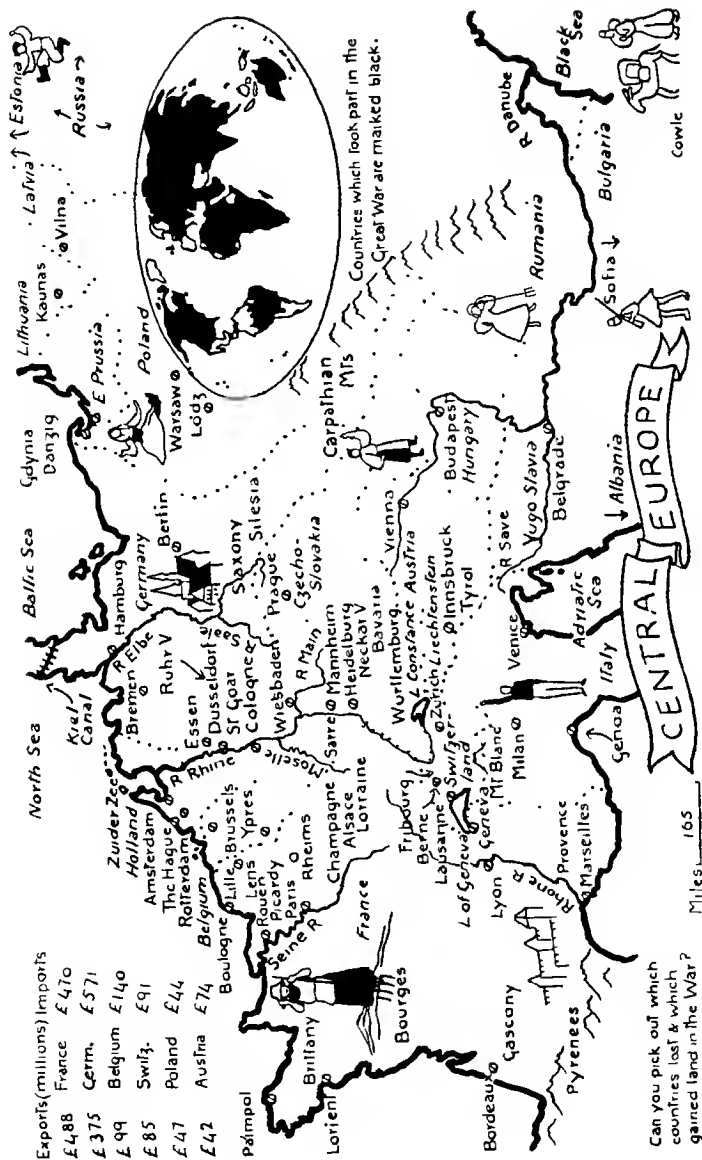 Exports (millions) Imports
£488 France £470
£375 Germ. £571
£99 Belgium £140
£85 Switz. £91
£47 Poland £44
£42 Austria £74
North Sea
Baltic Sea
Kiel
Canal
Gdynia
Danzig
Lithuania
Latvia
Estonia
Russia
Kaunas
Vilna
E Prussia
Poland
Warsaw
Lódz
Hamburg
R Elbe
Bremen
Germany
Berlin
Zuider Zee
Holland
Amsterdam
The Hague
Rotterdam
Belgium
Boulogne
Lille
Brussels
Lens
Ypres
Rouen
Picardy
Paris
Rheims
Seine R
R Rhine
Ruhr V
Essen
Dusseldorf
St Goar
Cologne
Wiesbaden
Moselle
Saale
Saxony
Silesia
Prague
Czecho-
Slovakia
R Main
Sarre
Mannheim
Heidelburg
Neckar V
Bavaria
Wurttemburg
Champagne
Alsace
Lorraine
Paimpol
Brittany
Lorient
Bourges
France
Fribourg
Berne
Lausanne
L of Geneva
Geneva
Switzer-
land
Zurich
Liechenstein
L Constance
Austria
Vienna
Innsbruck
Tyrol
Carpathian
Mts
Budapest
Hungary
Countries which took part in the
Great War are marked black.
Lyon
Mt Blanc
Milan
Venice
R Save
Yugo Slavia
Belgrade
Rumania
R Danube
Black
Sea
Bordeaux
Gascony
Pyrenees
Rhone R
Provence
Marseilles
Genoa
Italy
Adriatic
Sea
Albania
Sofia
Bulgaria
Cowle
Can you pick out which
countries lost & which
gained land in the War?
Miles 165
CENTRAL EUROPE